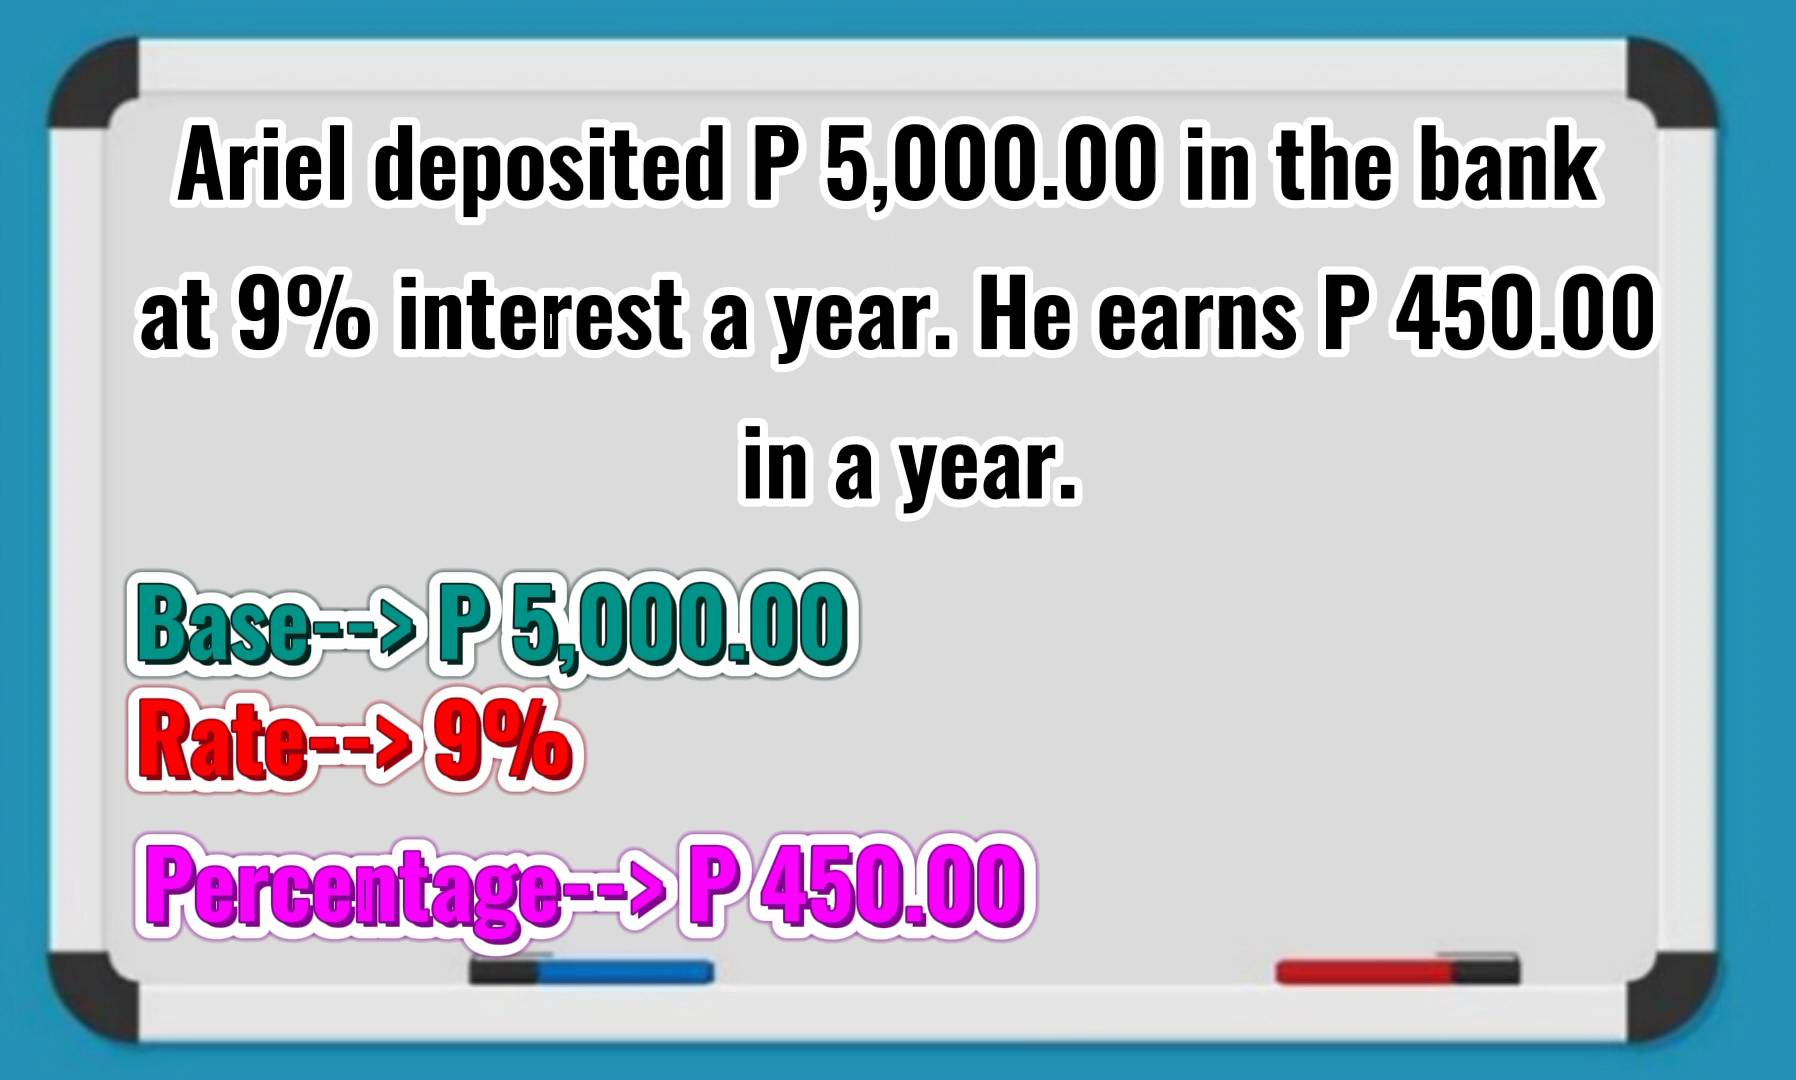 Ariel deposited P 5,000.00 in the bank
at 9% interest a year. He earns P 450.00
in a year.
Base--> P 5,000.00
Rate--> 9%
Percentage--> P 450.00